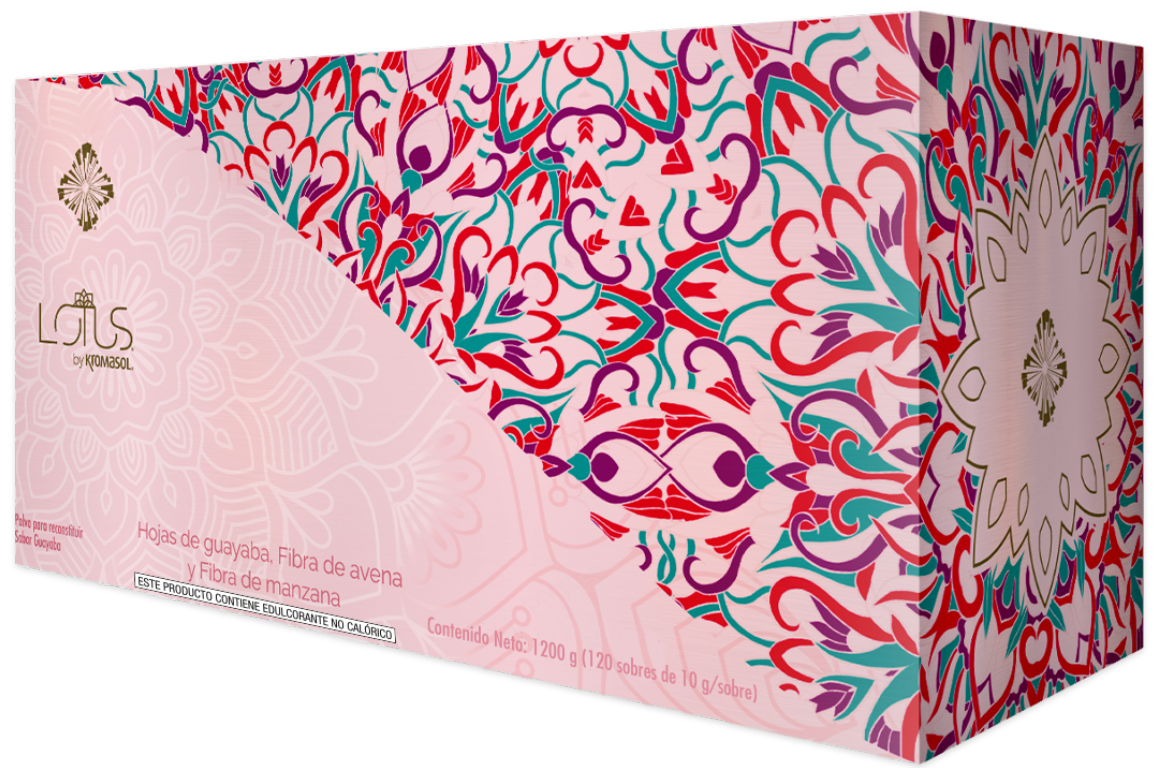 LOTUS
by KROMASOL®
Polvo para reconstituir
Sabor Guayaba
Hojas de guayaba, Fibra de avena
y Fibra de manzana
ESTE PRODUCTO CONTIENE EDULCORANTE NO CALÓRICO
Contenido Neto: 1200 g (120 sobres de 10 g/sobre)